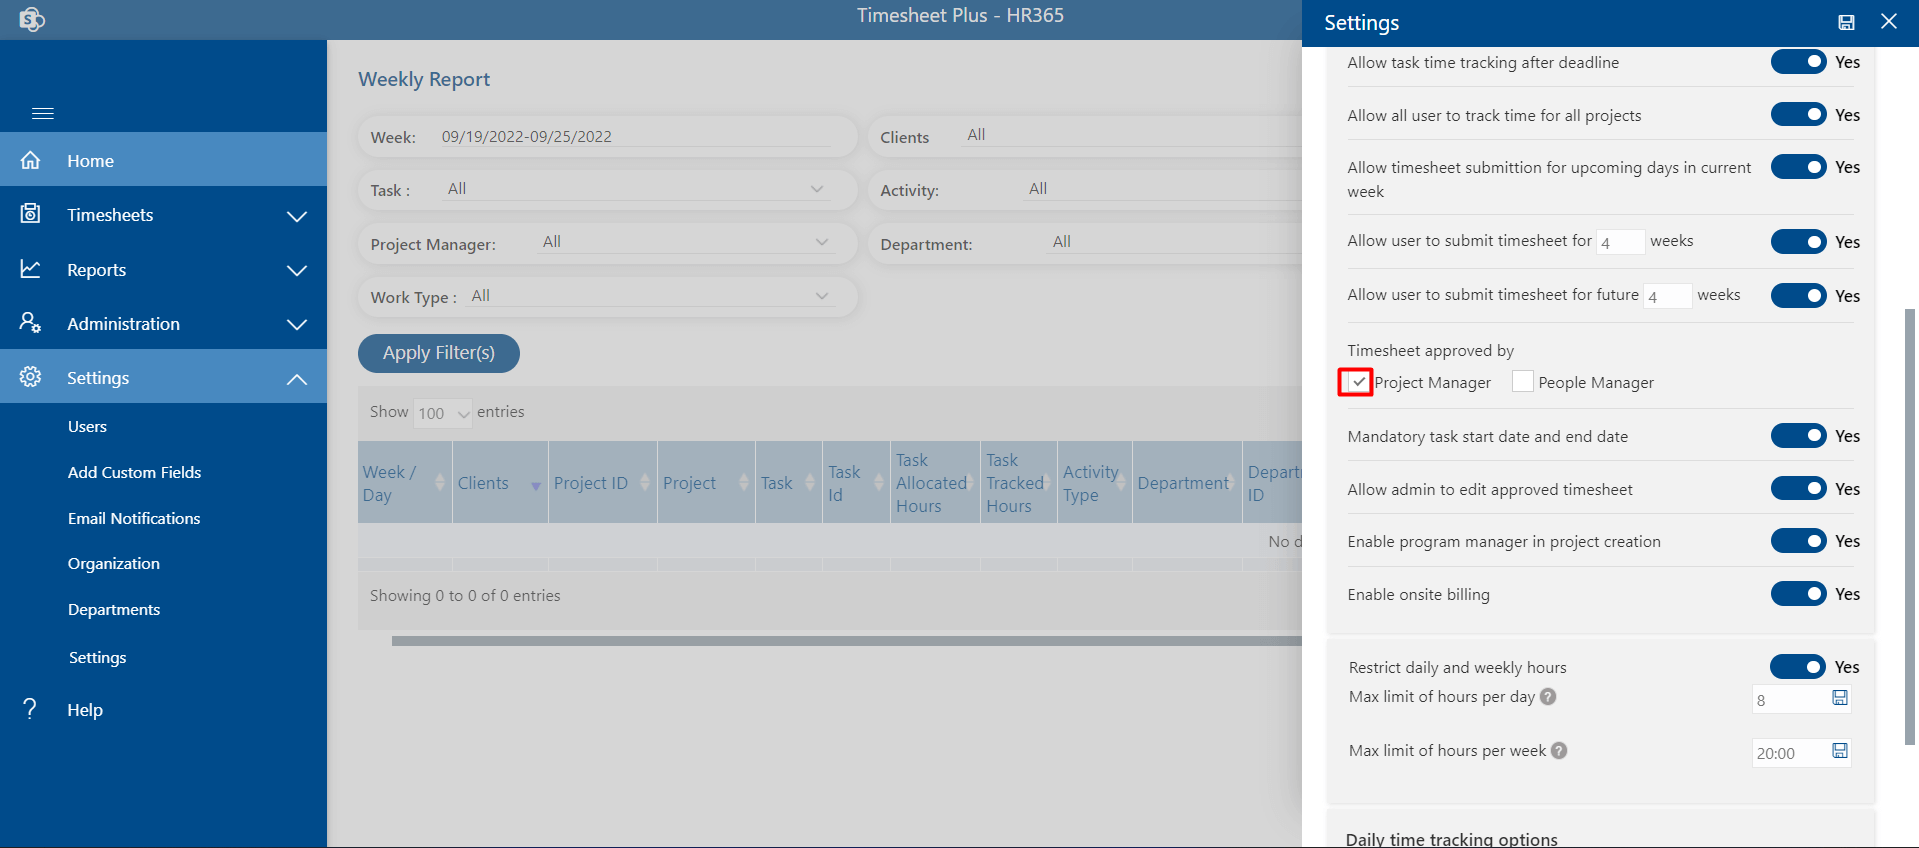 S
Timesheet Plus - HR365
Home
Timesheets
Reports
Administration
Settings
Users
Add Custom Fields
Email Notifications
Organization
Departments
Settings
? Help
Weekly Report
Week: 09/19/2022-09/25/2022
Clients All
Task : All
Activity: All
Project Manager: All
Department: All
Work Type : All
Apply Filter(s)
Show 100 entries
Week /
Day
Clients
Project ID
Project
Task
Task
Id
Task
Allocated
Hours
Task
Tracked
Hours
Activity
Type
Department
Depart
ID
No d
Showing 0 to 0 of 0 entries
Settings
Allow task time tracking after deadline Yes
Allow all user to track time for all projects Yes
Allow timesheet submittion for upcoming days in current Yes
week
Allow user to submit timesheet for 4 weeks Yes
Allow user to submit timesheet for future 4 weeks Yes
Timesheet approved by
Project Manager People Manager
Mandatory task start date and end date Yes
Allow admin to edit approved timesheet Yes
Enable program manager in project creation Yes
Enable onsite billing Yes
Restrict daily and weekly hours Yes
Max limit of hours per day ? 8
Max limit of hours per week ? 20:00
Daily time tracking options